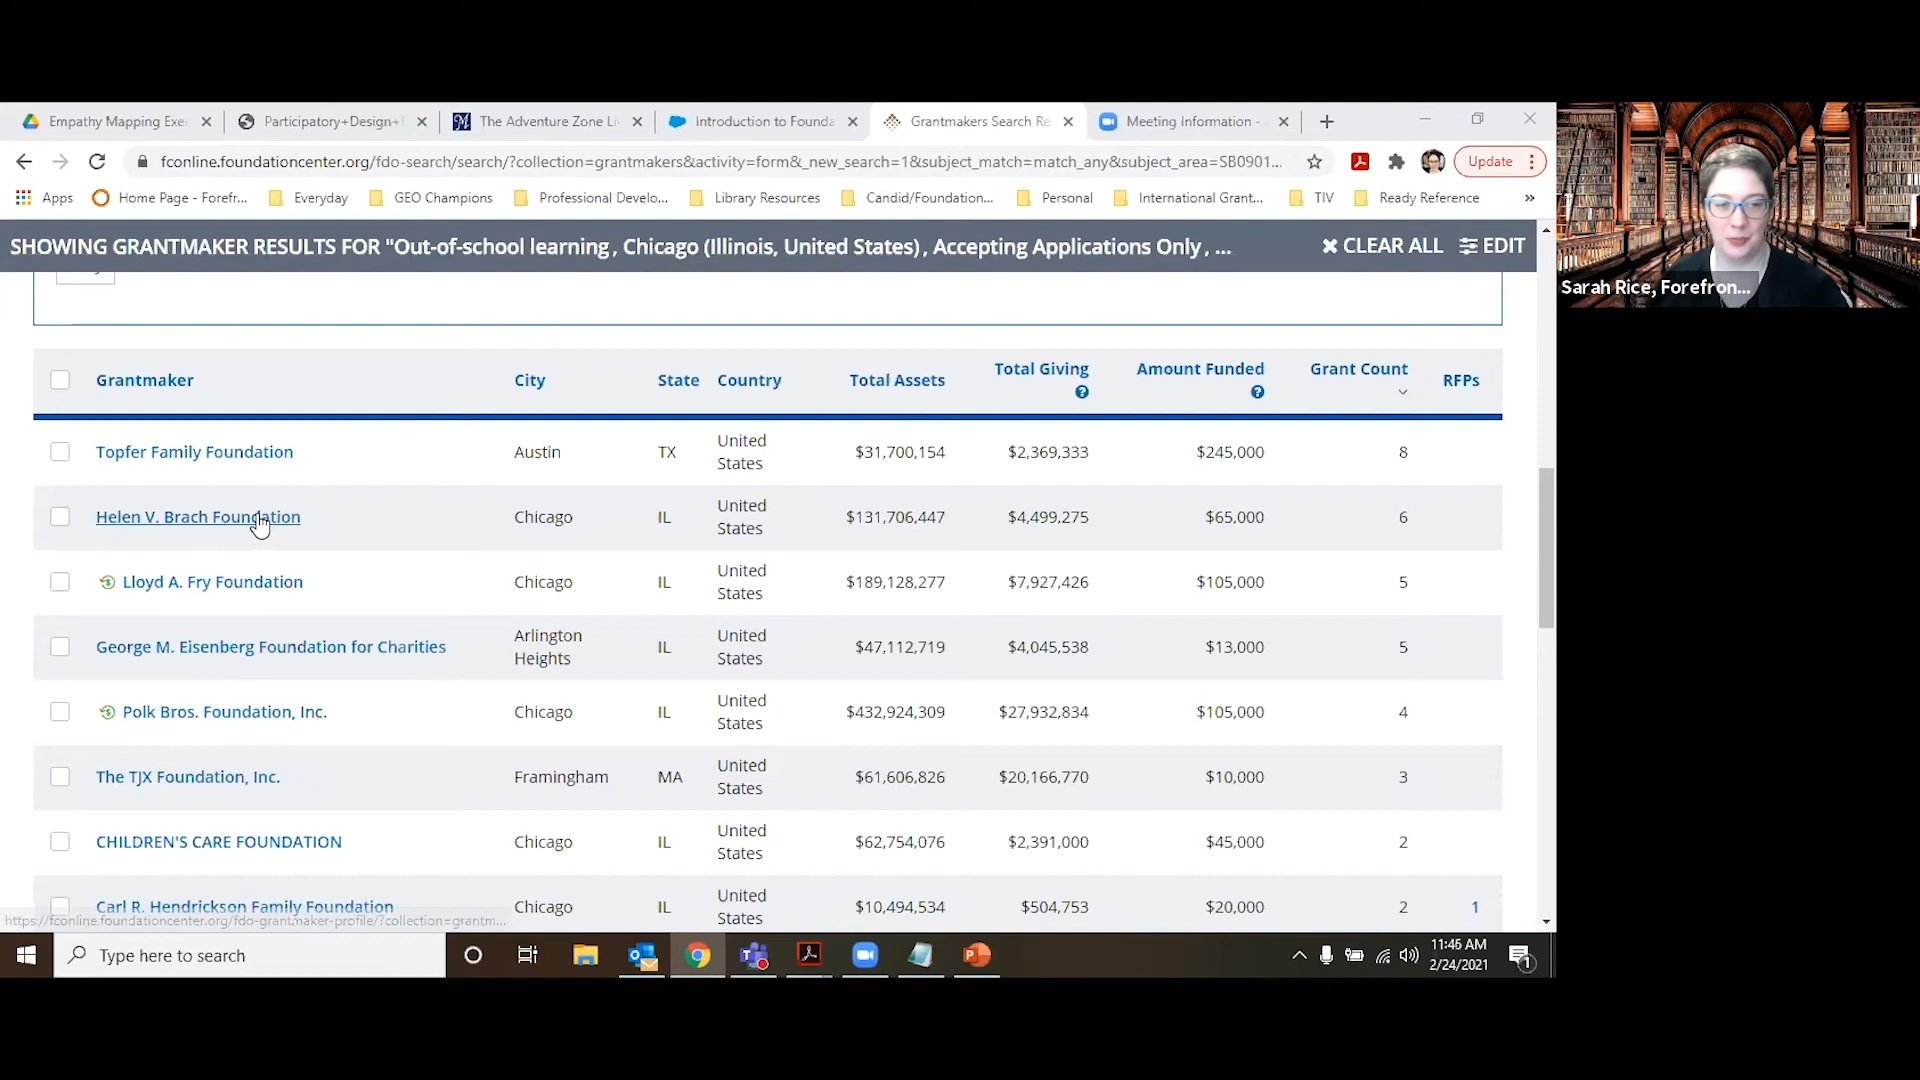 Empathy Mapping Exe
Participatory+Design+
The Adventure Zone Li
Introduction to Founda
Grantmakers Search Re
Meeting Information -
fconline.foundationcenter.org/fdo-search/search/?collection=grantmakers&activity=form&_new_search=1&subject_match=match_any&subject_area=SB0901...
Update
Apps
Home Page - Forefr...
Everyday
GEO Champions
Professional Develo...
Library Resources
Candid/Foundation...
Personal
International Grant...
TIV
Ready Reference
»
SHOWING GRANTMAKER RESULTS FOR "Out-of-school learning, Chicago (Illinois, United States), Accepting Applications Only, ...
CLEAR ALL
EDIT
Sarah Rice, Forefron...
Grantmaker City State Country Total Assets Total Giving Amount Funded Grant Count RFPs
Topfer Family Foundation Austin TX United States $31,700,154 $2,369,333 $245,000 8
Helen V. Brach Foundation Chicago IL United States $131,706,447 $4,499,275 $65,000 6
Lloyd A. Fry Foundation Chicago IL United States $189,128,277 $7,927,426 $105,000 5
George M. Eisenberg Foundation for Charities Arlington Heights IL United States $47,112,719 $4,045,538 $13,000 5
Polk Bros. Foundation, Inc. Chicago IL United States $432,924,309 $27,932,834 $105,000 4
The TJX Foundation, Inc. Framingham MA United States $61,606,826 $20,166,770 $10,000 3
CHILDREN'S CARE FOUNDATION Chicago IL United States $62,754,076 $2,391,000 $45,000 2
Carl R. Hendrickson Family Foundation Chicago IL United States $10,494,534 $504,753 $20,000 2 1
https://fconline.foundationcenter.org/fdo-grantmaker-profile/?collection=grantm...
Type here to search
11:46 AM
2/24/2021
1